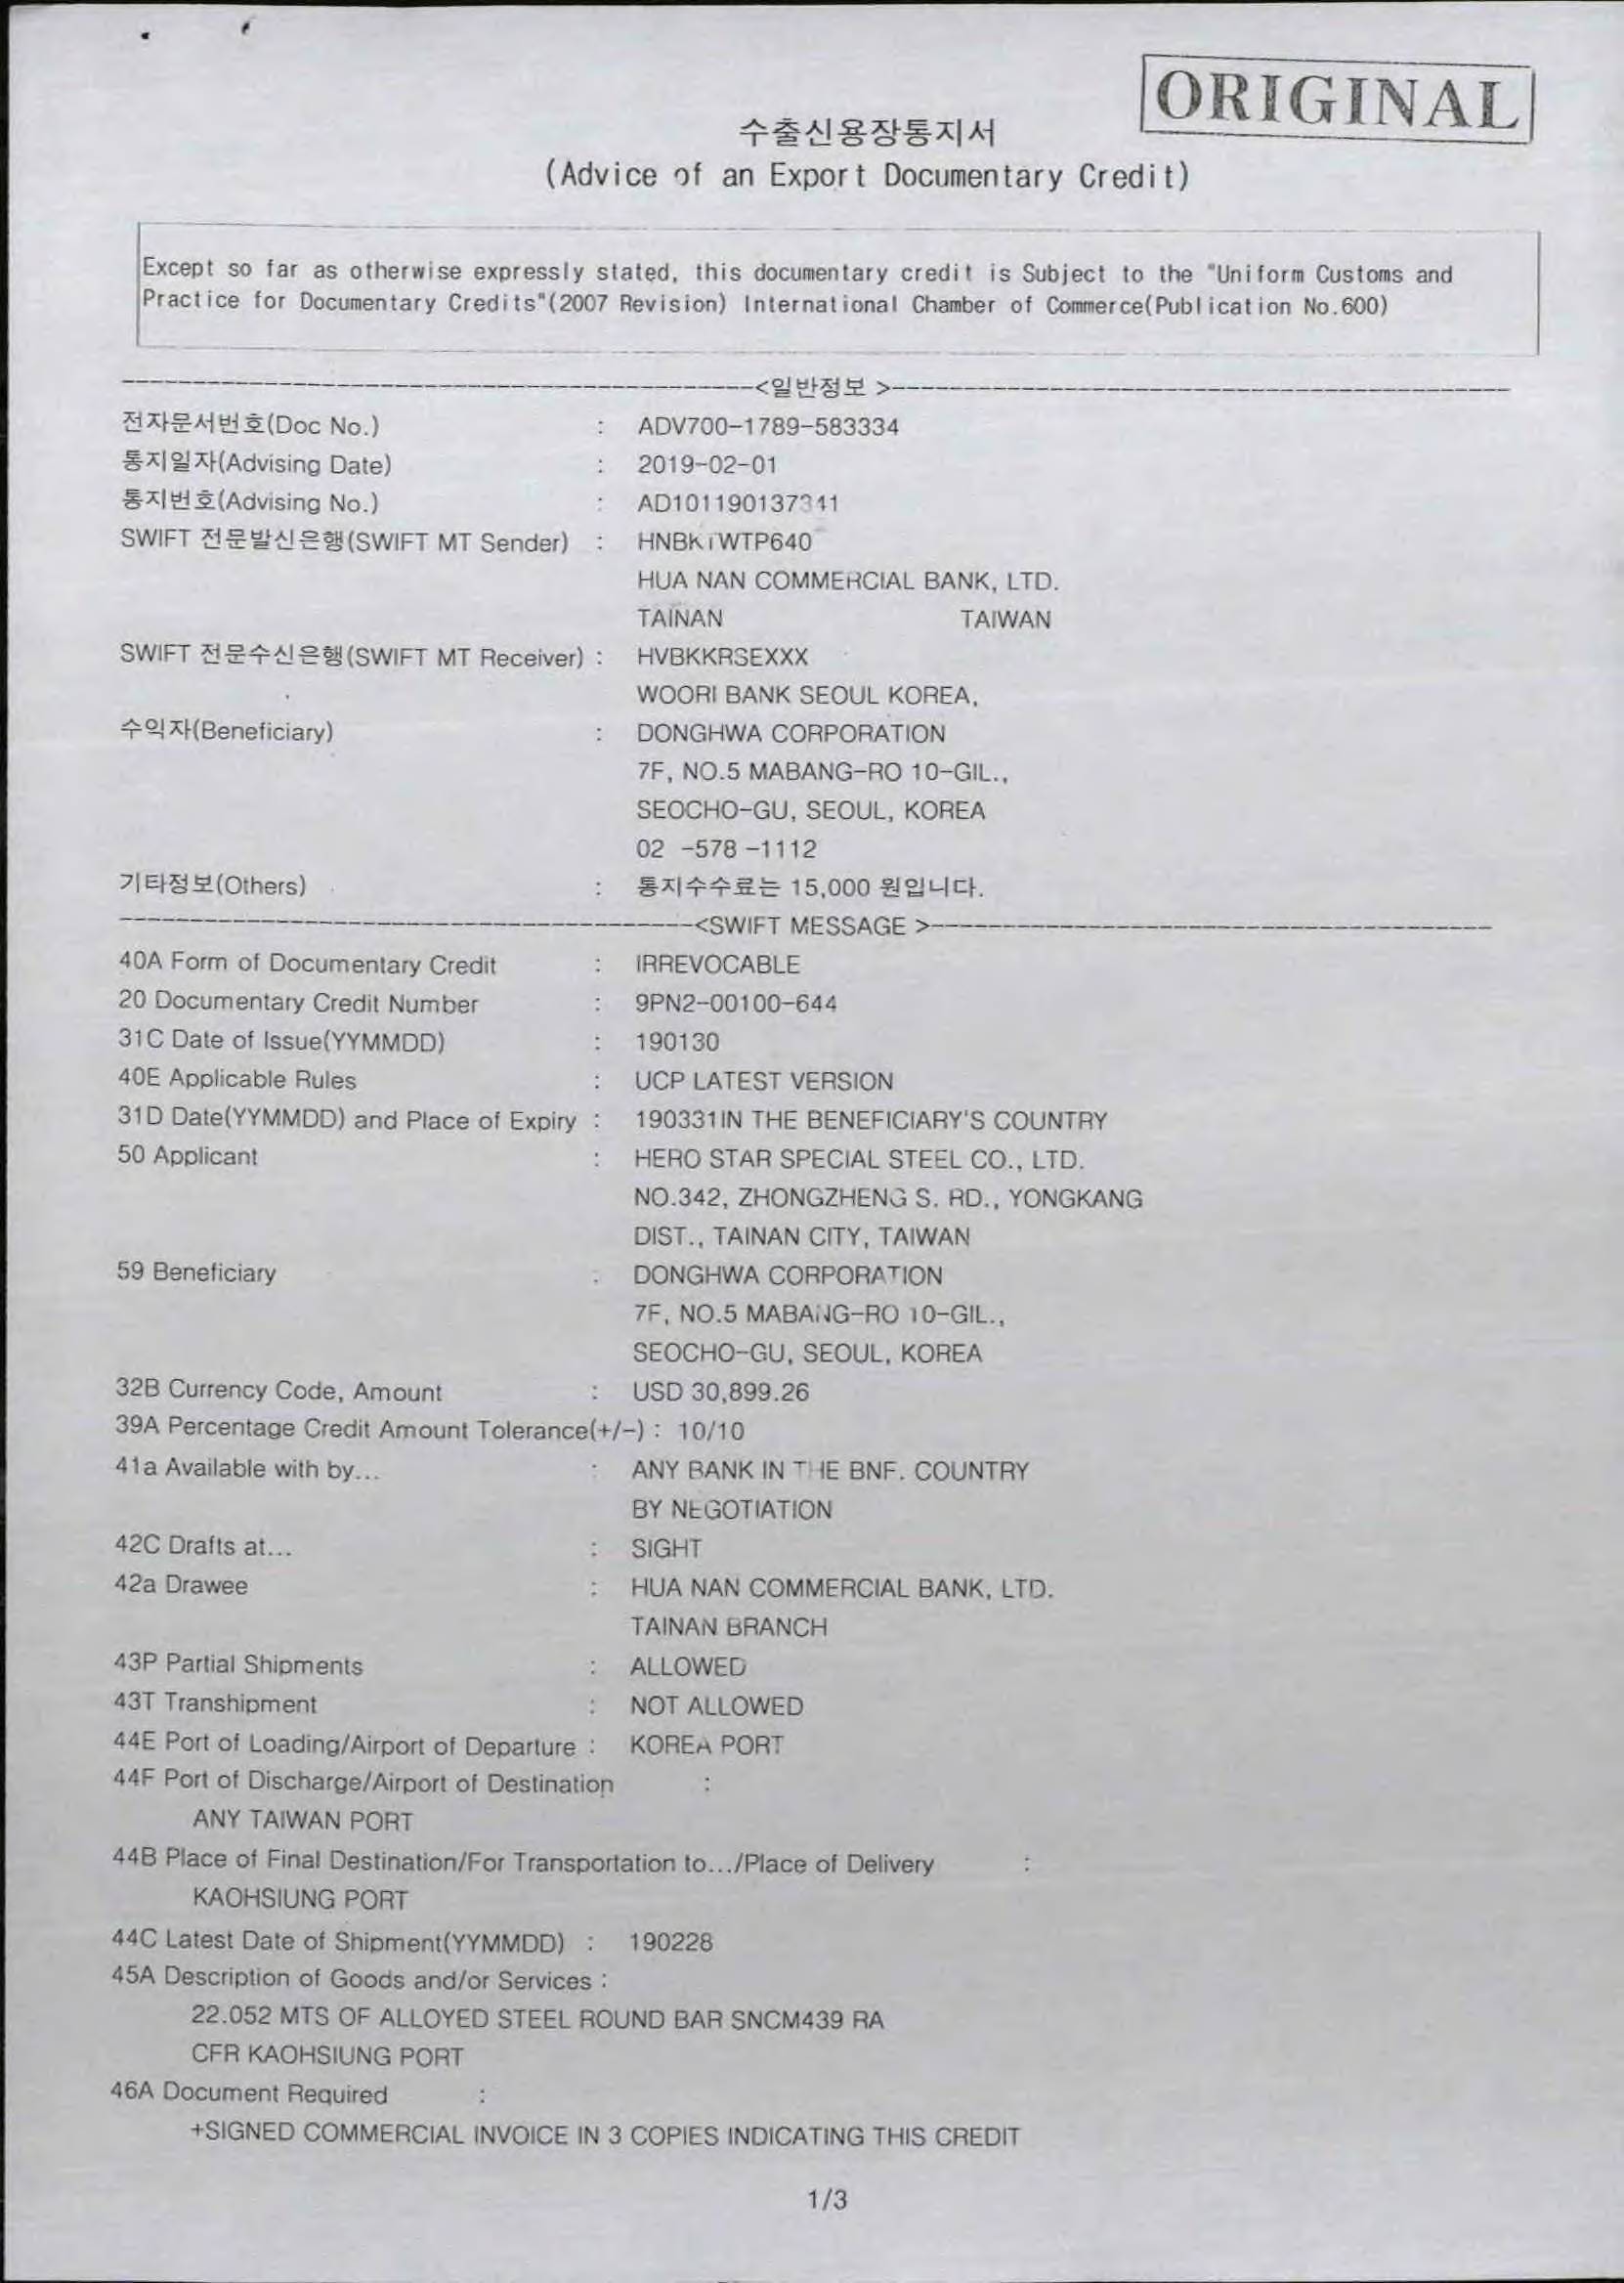 ORIGINAL
수출신용장통지서
(Advice of an Export Documentary Credit)
Except so far as otherwise expressly stated, this documentary credit is Subject to the "Uniform Customs and
Practice for Documentary Credits"(2007 Revision) International Chamber of Commerce(Publication No.600)
<일반정보 >
전자문서번호(Doc No.) : ADV700-1789-583334
통지일자(Advising Date) : 2019-02-01
통지번호(Advising No.) :
SWIFT 전문발신은행(SWIFT MT Sender) :
HUA NAN COMMERCIAL BANK, LTD.
TAINAN TAIWAN
SWIFT 전문수신은행(SWIFT MT Receiver) : HVBKKRSEXXX
WOORI BANK SEOUL KOREA,
수익자(Beneficiary) : DONGHWA CORPORATION
7F, NO.5 MABANG-RO 10-GIL.,
SEOCHO-GU, SEOUL, KOREA
02 -578 -1112
기타정보(Others) : 통지수수료는 15,000 원입니다.
<SWIFT MESSAGE >
40A Form of Documentary Credit : IRREVOCABLE
20 Documentary Credit Number : 9PN2-00100-644
31C Date of Issue(YYMMDD) : 190130
40E Applicable Rules : UCP LATEST VERSION
31D Date(YYMMDD) and Place of Expiry : 190331IN THE BENEFICIARY'S COUNTRY
50 Applicant : HERO STAR SPECIAL STEEL CO., LTD.
NO.342, ZHONGZHENG S. RD., YONGKANG
DIST., TAINAN CITY, TAIWAN
59 Beneficiary : DONGHWA CORPORATION
7F, NO.5 MABANG-RO 10-GIL.,
SEOCHO-GU, SEOUL, KOREA
32B Currency Code, Amount : USD 30,899.26
39A Percentage Credit Amount Tolerance(+/-) : 10/10
41a Available with by... : ANY BANK IN THE BNF. COUNTRY
BY NEGOTIATION
42C Drafts at... : SIGHT
42a Drawee : HUA NAN COMMERCIAL BANK, LTD.
TAINAN BRANCH
43P Partial Shipments : ALLOWED
43T Transhipment : NOT ALLOWED
44E Port of Loading/Airport of Departure : KOREA PORT
44F Port of Discharge/Airport of Destination :
ANY TAIWAN PORT
44B Place of Final Destination/For Transportation to.../Place of Delivery :
KAOHSIUNG PORT
44C Latest Date of Shipment(YYMMDD) : 190228
45A Description of Goods and/or Services :
22.052 MTS OF ALLOYED STEEL ROUND BAR SNCM439 RA
CFR KAOHSIUNG PORT
46A Document Required :
+SIGNED COMMERCIAL INVOICE IN 3 COPIES INDICATING THIS CREDIT
1/3